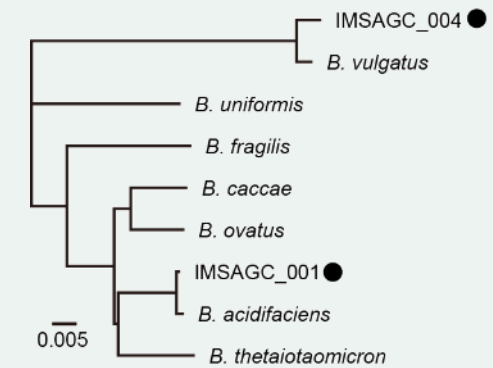 IMSAGC_004
B. vulgatus
B. uniformis
B. fragilis
B. caccae
B. ovatus
IMSAGC_001
B. acidifaciens
0.005
B. thetaiotaomicron